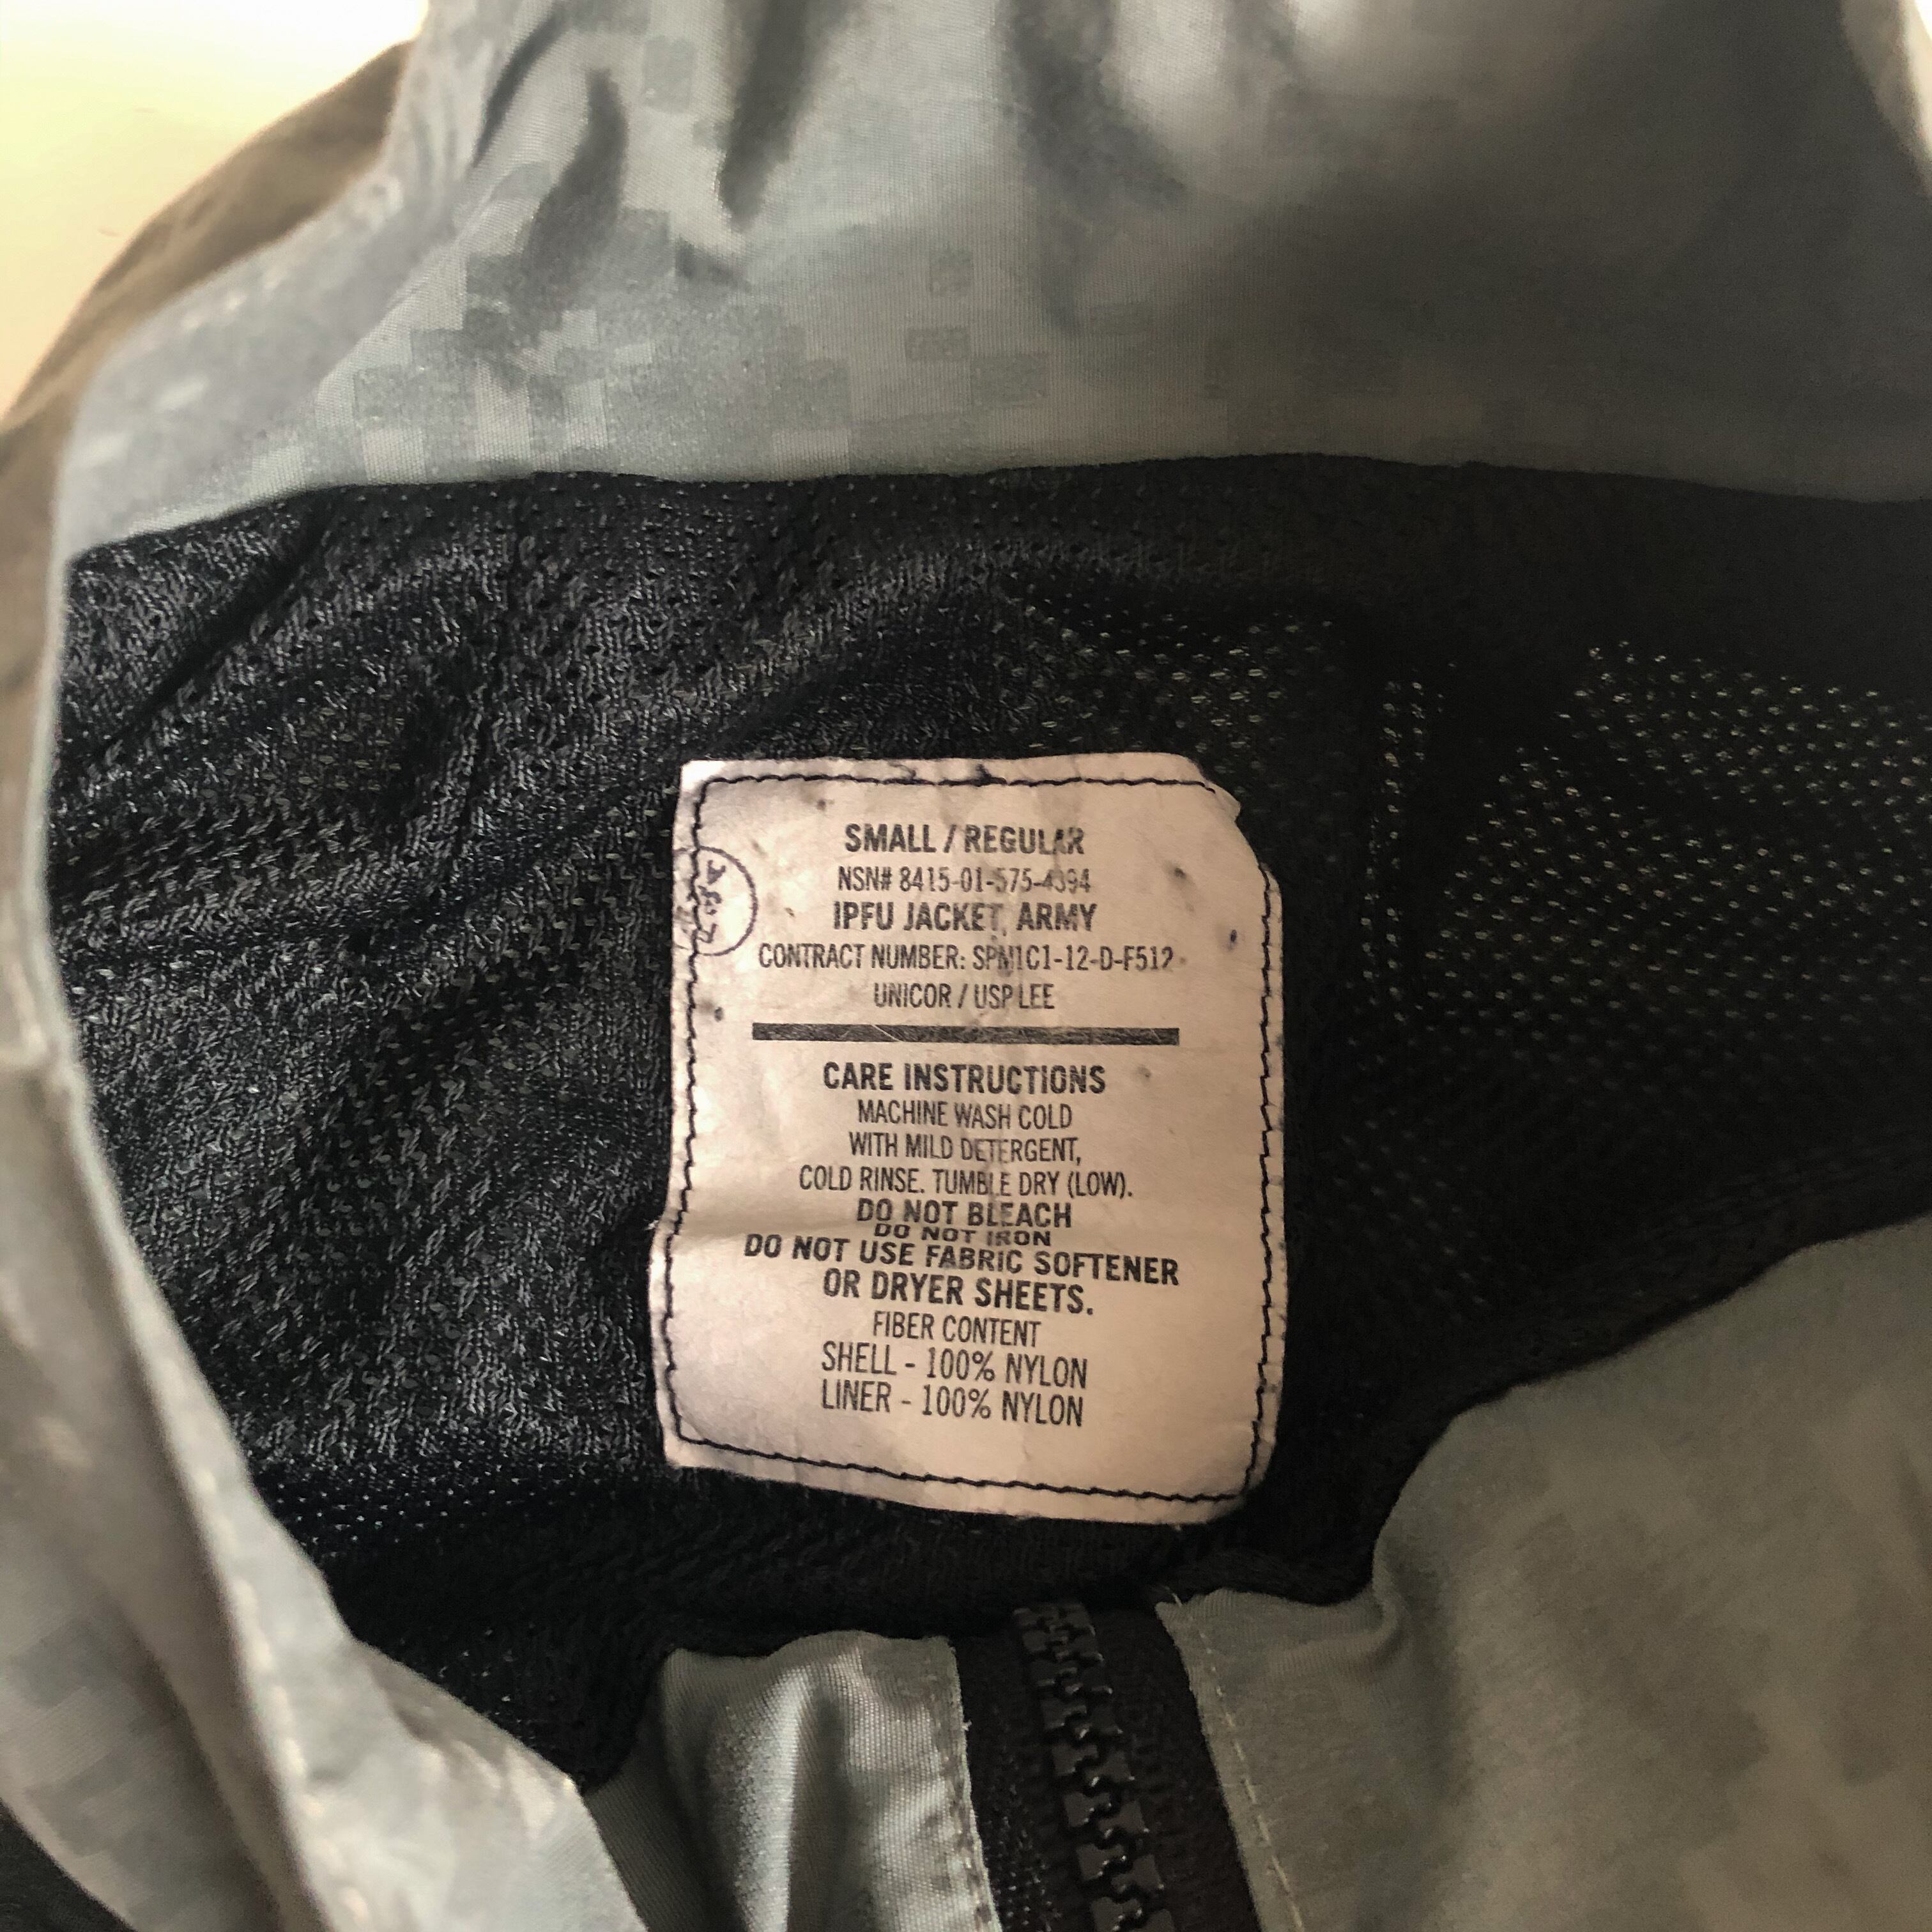 SMALL / REGULAR
NSN# 8415-01-575-4394
IPFU JACKET, ARMY
CONTRACT NUMBER: SPM1C1-12-D-F512
UNICOR / USP LEE
CARE INSTRUCTIONS
MACHINE WASH COLD
WITH MILD DETERGENT,
COLD RINSE. TUMBLE DRY (LOW).
DO NOT BLEACH
DO NOT IRON
DO NOT USE FABRIC SOFTENER
OR DRYER SHEETS.
FIBER CONTENT
SHELL - 100% NYLON
LINER - 100% NYLON